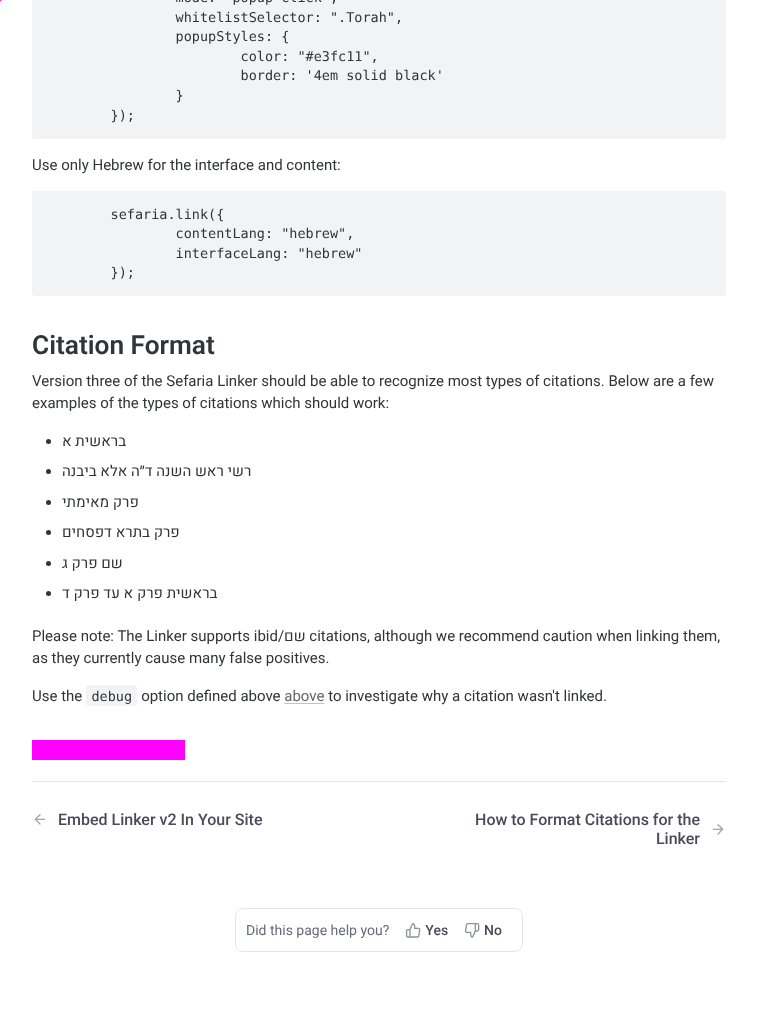 whitelistSelector: ".Torah",
popupStyles: {
color: "#e3fc11",
border: '4em solid black'
}
});
Use only Hebrew for the interface and content:
sefaria.link({
contentLang: "hebrew",
interfaceLang: "hebrew"
});
Citation Format
Version three of the Sefaria Linker should be able to recognize most types of citations. Below are a few
examples of the types of citations which should work:
• בראשית א
• רשי ראש השנה ד״ה אלא ביבנה
• פרק מאימתי
• פרק בתרא דפסחים
• שם פרק ג
• בראשית פרק א עד פרק ד
Please note: The Linker supports ibid/שם citations, although we recommend caution when linking them,
as they currently cause many false positives.
Use the debug option defined above above to investigate why a citation wasn't linked.
← Embed Linker v2 In Your Site
How to Format Citations for the
Linker →
Did this page help you? Yes No